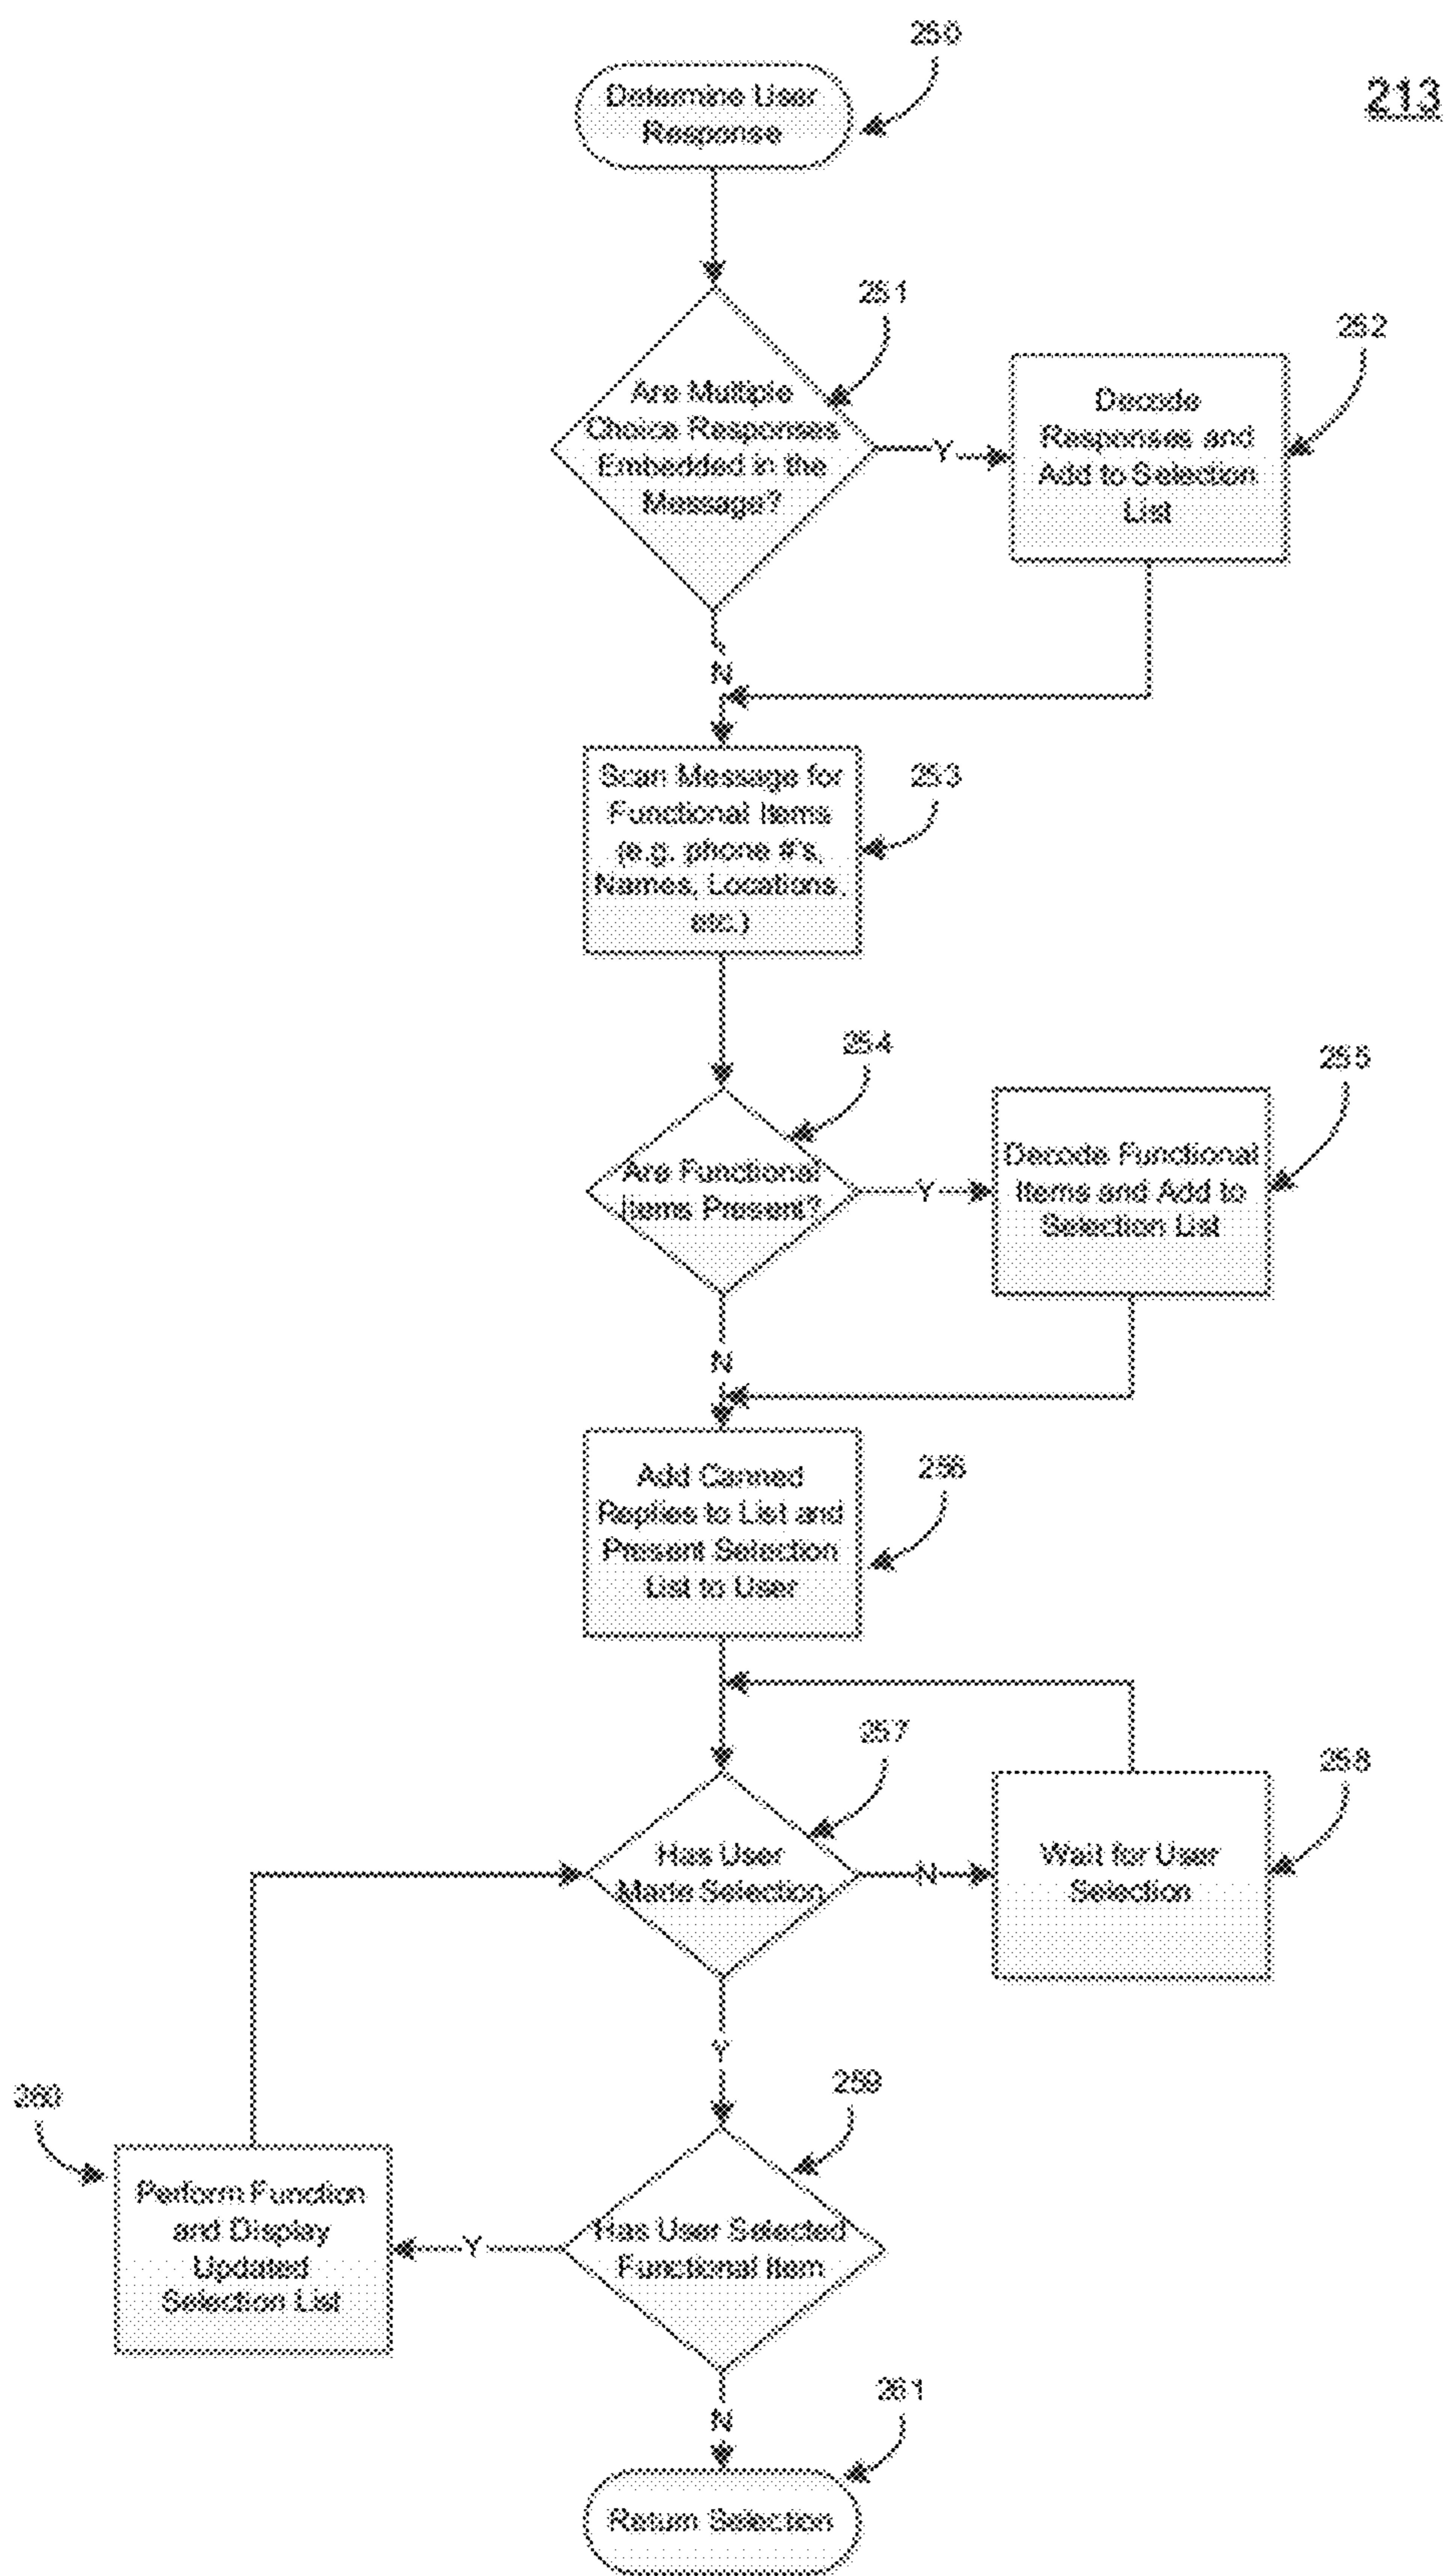 250
213
Determine User
Response
251
252
Are Multiple
Choice Responses
Embedded in the
Message?
Y
Decode
Responses and
Add to Selection
List
N
Scan Message for
Functional Items
(e.g. phone #'s,
Names, Locations,
etc.)
253
254
255
Are Functional
Items Present?
Y
Decode Functional
Items and Add to
Selection List
N
Add Canned
Replies to List and
Present Selection
List to User
256
257
258
Has User
Made Selection
N
Wait for User
Selection
Y
260
259
Perform Function
and Display
Updated
Selection List
Y
Has User Selected
Functional Item
N
261
Return Selection